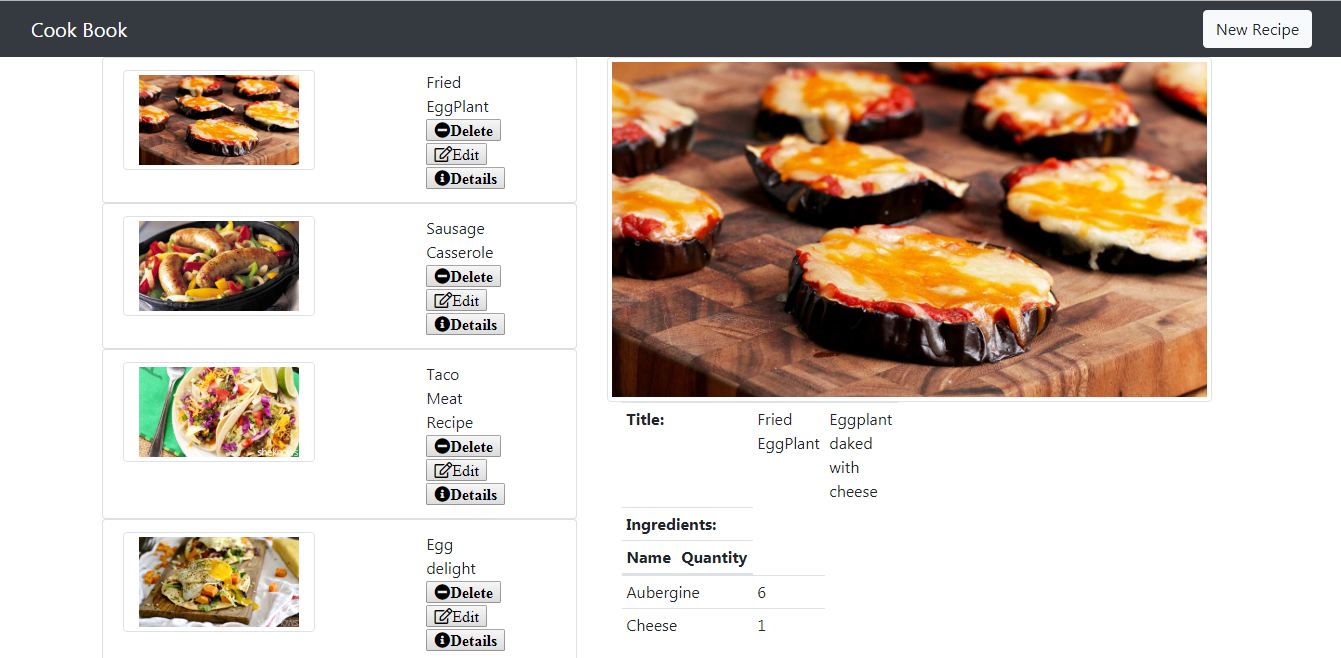 Cook Book
New Recipe
Fried
EggPlant
Delete
Edit
Details
Sausage
Casserole
Delete
Edit
Details
Taco
Meat
Recipe
Delete
Edit
Details
Egg
delight
Delete
Edit
Details
Title: Fried Eggplant
EggPlant daked
with
cheese
Ingredients:
Name Quantity
Aubergine 6
Cheese 1